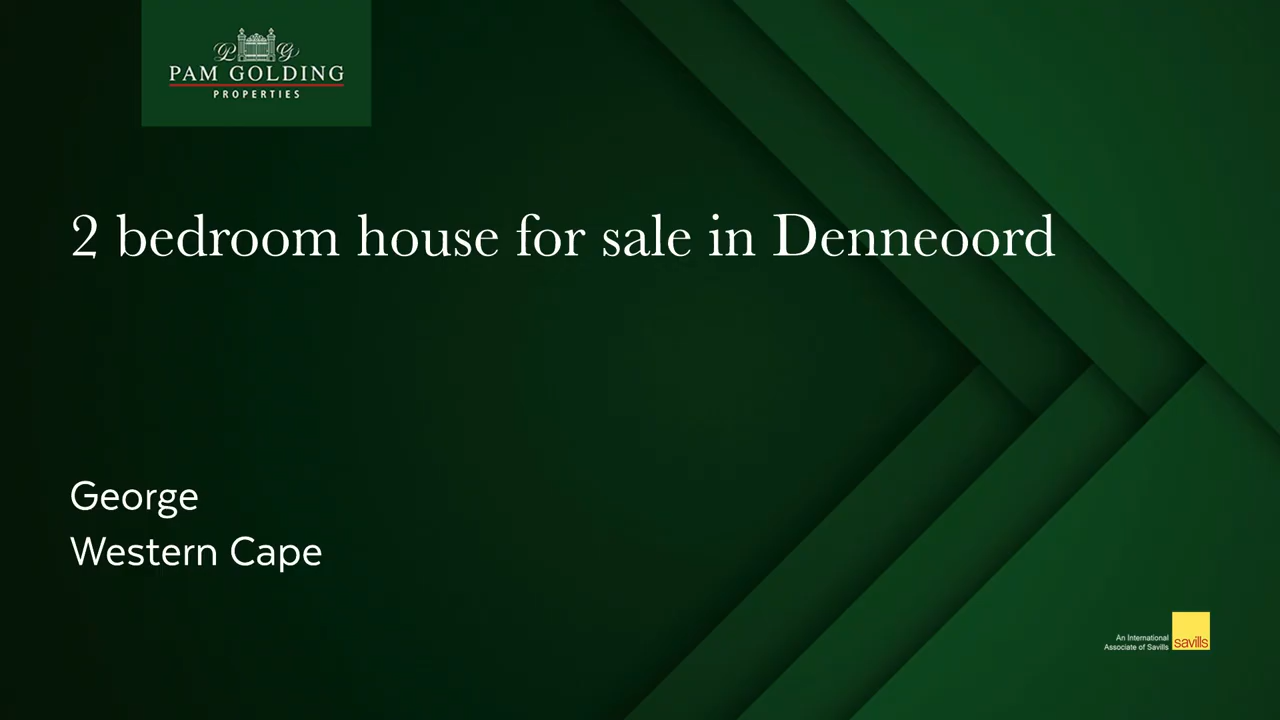 P G
PAM GOLDING
PROPERTIES
2 bedroom house for sale in Denneoord
George
Western Cape
An International
Associate of Savills
savills